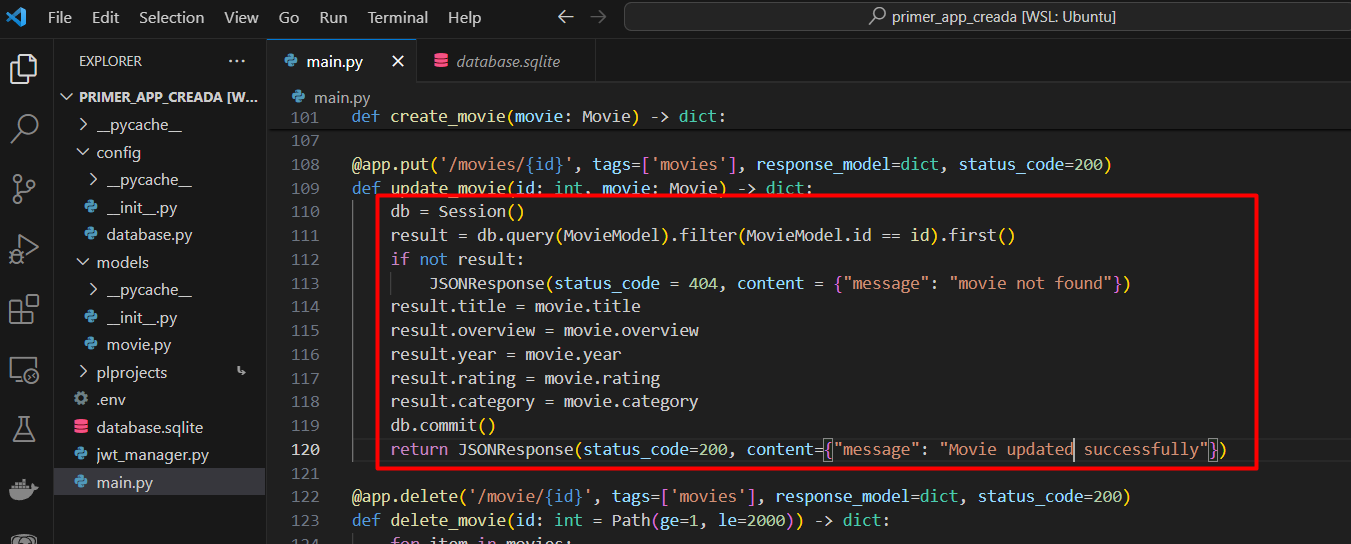 File Edit Selection View Go Run Terminal Help
primer_app_creada [WSL: Ubuntu]
EXPLORER
PRIMER_APP_CREADA [W...
__pycache__
config
__pycache__
__init__.py
database.py
models
__pycache__
__init__.py
movie.py
plprojects
.env
database.sqlite
jwt_manager.py
main.py
main.py
database.sqlite
main.py
101 def create_movie(movie: Movie) -> dict:
107
108 @app.put('/movies/{id}', tags=['movies'], response_model=dict, status_code=200)
109 def update_movie(id: int, movie: Movie) -> dict:
110 db = Session()
111 result = db.query(MovieModel).filter(MovieModel.id == id).first()
112 if not result:
113 JSONResponse(status_code = 404, content = {"message": "movie not found"})
114 result.title = movie.title
115 result.overview = movie.overview
116 result.year = movie.year
117 result.rating = movie.rating
118 result.category = movie.category
119 db.commit()
120 return JSONResponse(status_code=200, content={"message": "Movie updated successfully"})
121
122 @app.delete('/movie/{id}', tags=['movies'], response_model=dict, status_code=200)
123 def delete_movie(id: int = Path(ge=1, le=2000)) -> dict:
124 for item in movies: